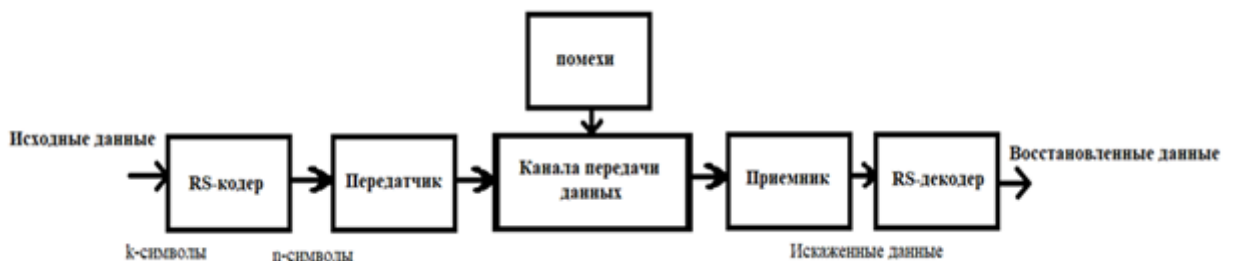 помехи
Исходные данные
RS-кодер
Передатчик
Канала передачи
данных
Приемник
RS-декодер
Восстановленные данные
k-символы
n-символы
Искаженные данные